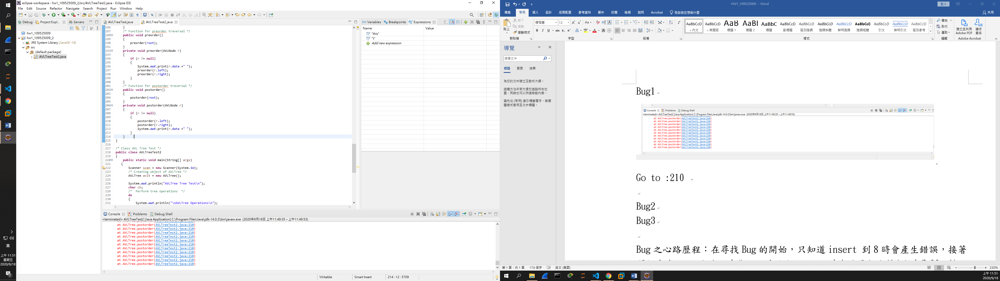 eclipse-workspace - hw1_109525009_2/src/AVLTreeTest2.java - Eclipse IDE
File Edit Source Refactor Navigate Search Project Run Window Help
Debug Project Expl... Servers
hw1_109525009
hw1_109525009_2
JRE System Library [JavaSE-14]
src
(default package)
AVLTreeTest2.java
AVLTreeTest.java AVLTreeTest2.java
186 }
187 /* Function for preorder traversal */
188 public void preorder()
189 {
190 preorder(root);
191 }
192 private void preorder(AVLNode r)
193 {
194 if (r != null)
195 {
196 System.out.print(r.data +" ");
197 preorder(r.left);
198 preorder(r.right);
199 }
200 }
201 /* Function for postorder traversal */
202 public void postorder()
203 {
204 postorder(root);
205 }
206 private void postorder(AVLNode r)
207 {
208 if (r != null)
209 {
210 postorder(r.left);
211 postorder(r.right);
212 System.out.print(r.data +" ");
213 }
214 }
215 }
216
217 /* Class AVL Tree Test */
218 public class AVLTreeTest2
219 {
220 public static void main(String[] args)
221 {
222 Scanner scan = new Scanner(System.in);
223 /* Creating object of AVLTree */
224 AVLTree avlt = new AVLTree();
225
226 System.out.println("AVLTree Tree Test\n");
227 char ch;
228 /* Perform tree operations */
229 do
230 {
231 System.out.println("\nAVLTree Operations\n");
Variables Breakpoints Expressions
Name Value
"this"
"t"
Add new expression
Console Problems Debug Shell
<terminated> AVLTreeTest2 [Java Application] C:\Program Files\Java\jdk-14.0.2\bin\javaw.exe (2020年9月18日 上午11:49:35 – 上午11:49:53)
at AVLTree.postorder(AVLTreeTest2.java:210)
at AVLTree.postorder(AVLTreeTest2.java:210)
at AVLTree.postorder(AVLTreeTest2.java:210)
at AVLTree.postorder(AVLTreeTest2.java:210)
at AVLTree.postorder(AVLTreeTest2.java:210)
at AVLTree.postorder(AVLTreeTest2.java:210)
at AVLTree.postorder(AVLTreeTest2.java:210)
at AVLTree.postorder(AVLTreeTest2.java:210)
at AVLTree.postorder(AVLTreeTest2.java:210)
at AVLTree.postorder(AVLTreeTest2.java:210)
at AVLTree.postorder(AVLTreeTest2.java:210)
Writable Smart Insert 214 : 12 : 5709
英
上午 11:51
星期五
2020/9/18
2
HW1_109525009 - Word
登入
檔案 常用 插入 設計 版面配置 參考資料 郵件 校閱 檢視 說明 Acrobat 告訴我您想做什麼 共用
貼上 剪下 複製 複製格式
標楷體 12
AaBbCcD AaBbCcD AaB AaBl AaBbC AaBbCcD AaBbCcD AaBbCcD AaBbCcD AaBbCcD AaBbCcD AaBbCcD AaBbCcD
內文 無間距 標題 1 標題 2 標題 副標題 區別強調 強調斜體 鮮明強調 強調粗體 引文 鮮明引文 區別參考
尋找
取代
選取
建立並共用 Adobe PDF
請求簽名
剪貼簿 字型 段落 樣式 編輯 Adobe Acrobat
導覽
搜尋文件
標題 頁面 結果
為您的文件建立互動式大綱。
這種方法非常方便您追蹤所在位
置，同時也可以快速移動內容。
請先從 [常用] 索引標籤著手，將標
題樣式套用至文件標題。
Bug1
Console Problems Debug Shell
<terminated> AVLTreeTest2 [Java Application] C:\Program Files\Java\jdk-14.0.2\bin\javaw.exe (2020年9月18日 上午11:49:35 – 上午11:49:53)
at AVLTree.postorder(AVLTreeTest2.java:210)
at AVLTree.postorder(AVLTreeTest2.java:210)
at AVLTree.postorder(AVLTreeTest2.java:210)
at AVLTree.postorder(AVLTreeTest2.java:210)
at AVLTree.postorder(AVLTreeTest2.java:210)
at AVLTree.postorder(AVLTreeTest2.java:210)
at AVLTree.postorder(AVLTreeTest2.java:210)
at AVLTree.postorder(AVLTreeTest2.java:210)
at AVLTree.postorder(AVLTreeTest2.java:210)
at AVLTree.postorder(AVLTreeTest2.java:210)
at AVLTree.postorder(AVLTreeTest2.java:210)
Go to :210
Bug2
Bug3
Bug 之心路歷程：在尋找 Bug 的開始，只知道 insert 到 8 時會產生錯誤，接著
第 1 頁，共 1 頁 174 個字 英文 (美國) 230%
上午 11:51
2020/9/18